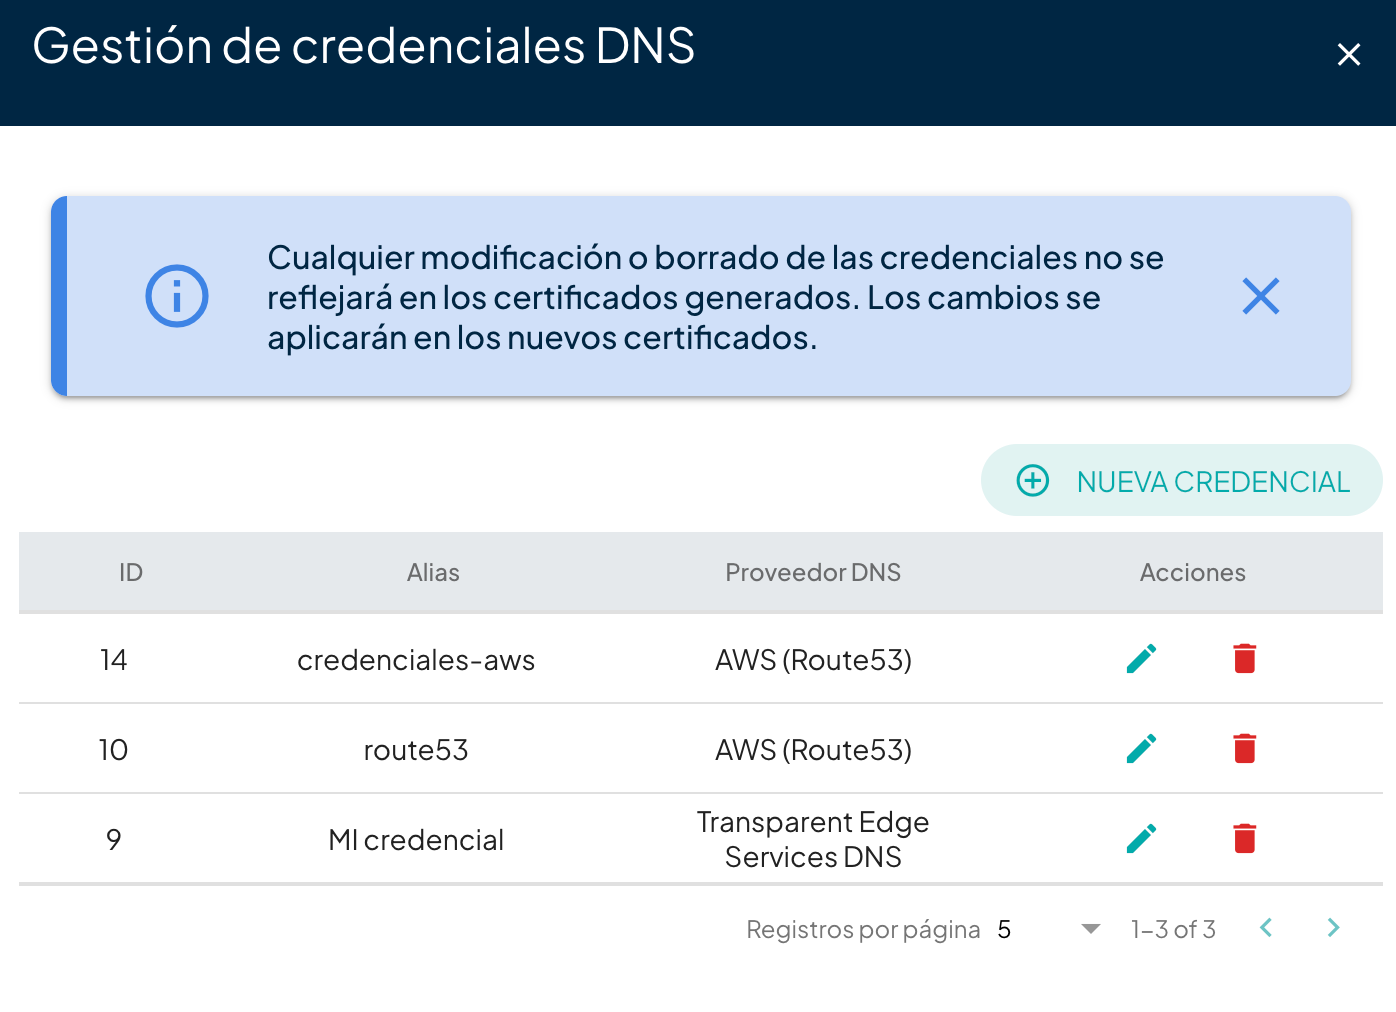 Gestión de credenciales DNS
Cualquier modificación o borrado de las credenciales no se
reflejará en los certificados generados. Los cambios se
aplicarán en los nuevos certificados.
NUEVA CREDENCIAL
ID Alias Proveedor DNS Acciones
14 credenciales-aws AWS (Route53)
10 route53 AWS (Route53)
9 MI credencial Transparent Edge
Services DNS
Registros por página 5 1–3 of 3